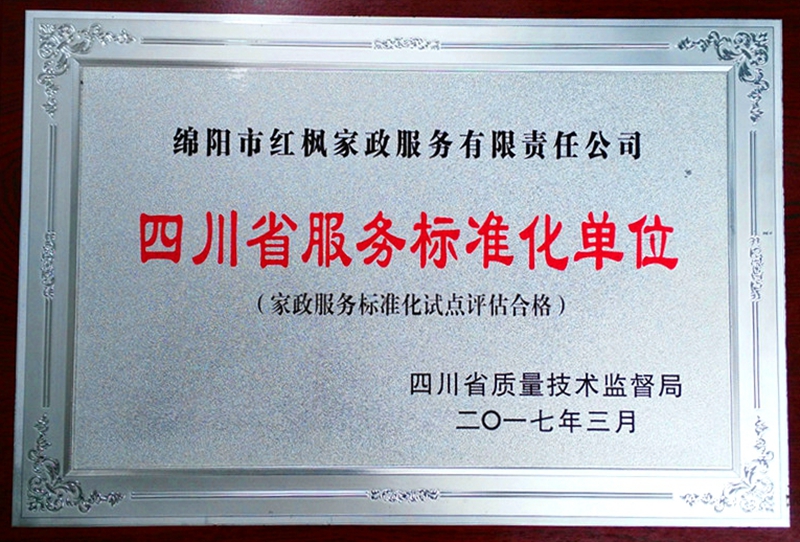 绵阳市红枫家政服务有限责任公司
四川省服务标准化单位
（家政服务标准化试点评估合格）
四川省质量技术监督局
二〇一七年三月